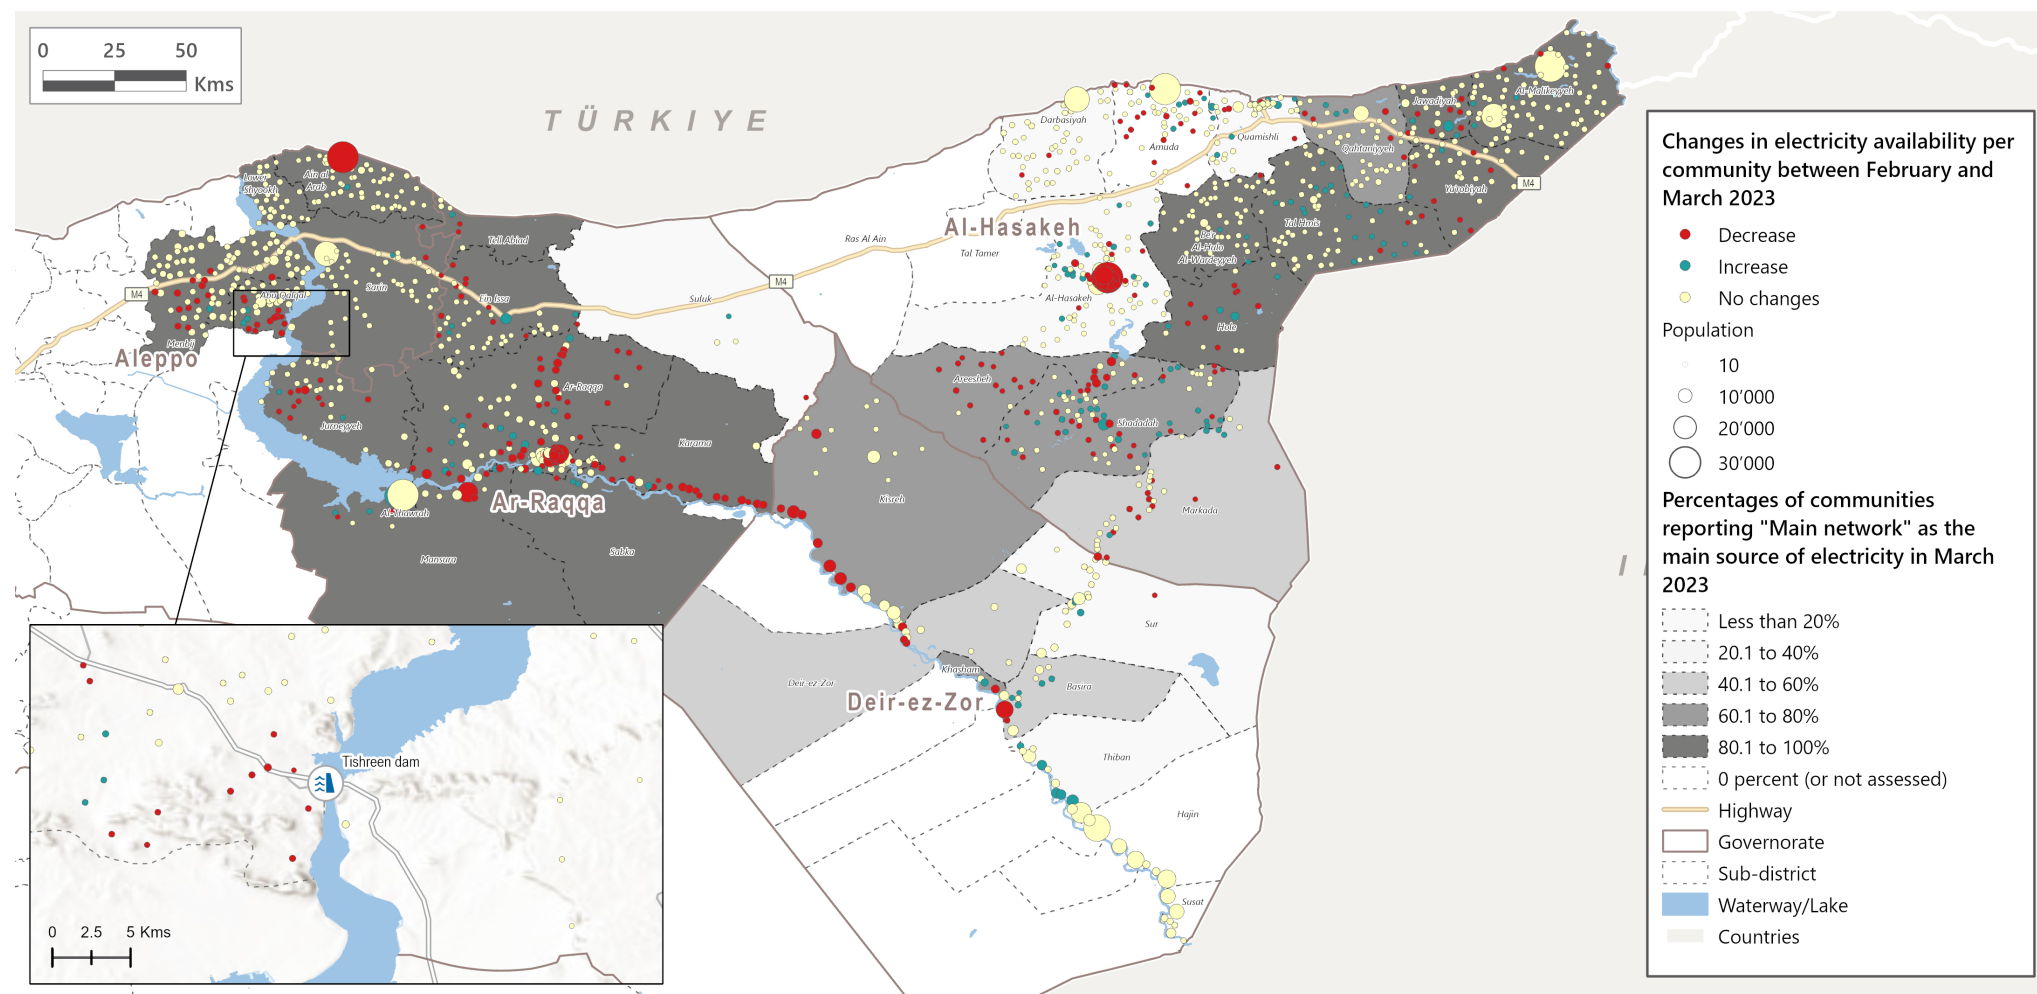 0 25 50
Kms
TÜRKIYE
Al-Malikeyyeh
Jawadiyah
Darbasiyah
Quamishli
Amuda
Qahtaniyyeh
Lower
Shyookh
Ain al
Arab
M4
Ya'robiyah
Al-Hasakeh
Tal Hmis
Be'r
Al-Hulo
Al-Wardeyyeh
Tell Abiad
Ras Al Ain
Tal Tamer
M4
Sarin
M4
Abu Qalqal
Ein Issa
Suluk
Al-Hasakeh
Hole
Menbij
Aleppo
Areesheh
Ar-Raqqa
Shadadah
Jurneyyeh
Karama
Kisreh
Markada
Ar-Raqqa
Al-Thawrah
Mansura
Sabka
Sur
Khasham
Deir-ez-Zor
Basira
Deir-ez-Zor
Thiban
Hajin
Susat
Tishreen dam
0 2.5 5 Kms
Changes in electricity availability per
community between February and
March 2023
Decrease
Increase
No changes
Population
10
10’000
20’000
30’000
Percentages of communities
reporting "Main network" as the
main source of electricity in March
2023
Less than 20%
20.1 to 40%
40.1 to 60%
60.1 to 80%
80.1 to 100%
0 percent (or not assessed)
Highway
Governorate
Sub-district
Waterway/Lake
Countries